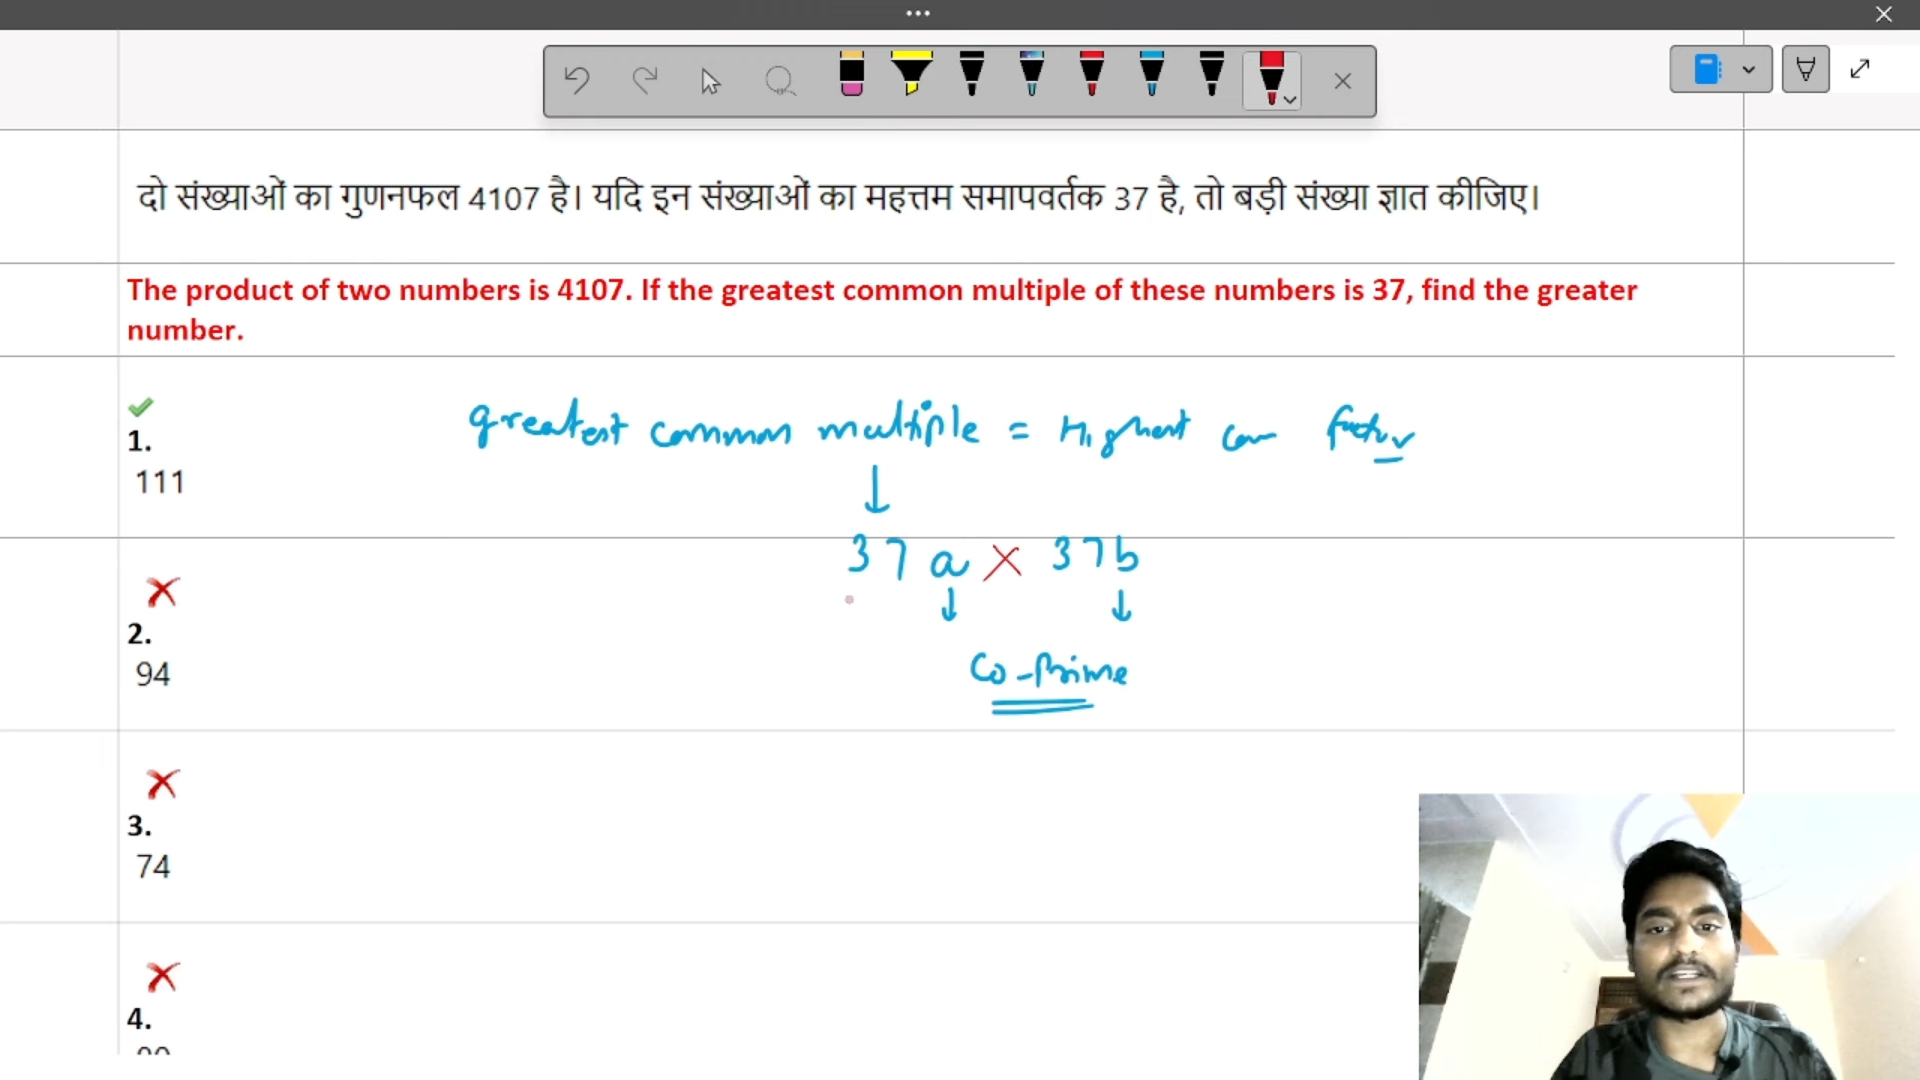 दो संख्याओं का गुणनफल 4107 है। यदि इन संख्याओं का महत्तम समापवर्तक 37 है, तो बड़ी संख्या ज्ञात कीजिए।
The product of two numbers is 4107. If the greatest common multiple of these numbers is 37, find the greater
number.
greatest common multiple = Highest com factor
1.
111
37a × 37b
2.
94
Co-Prime
3.
74
4.